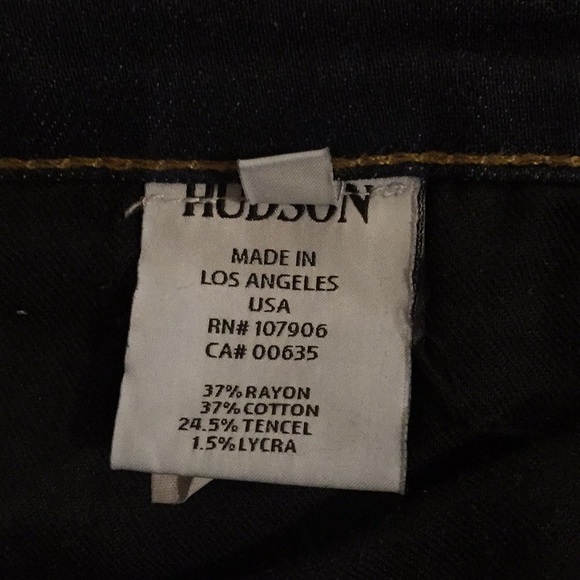 HUDSON
MADE IN
LOS ANGELES
USA
RN# 107906
CA# 00635
37% RAYON
37% COTTON
24.5% TENCEL
1.5% LYCRA